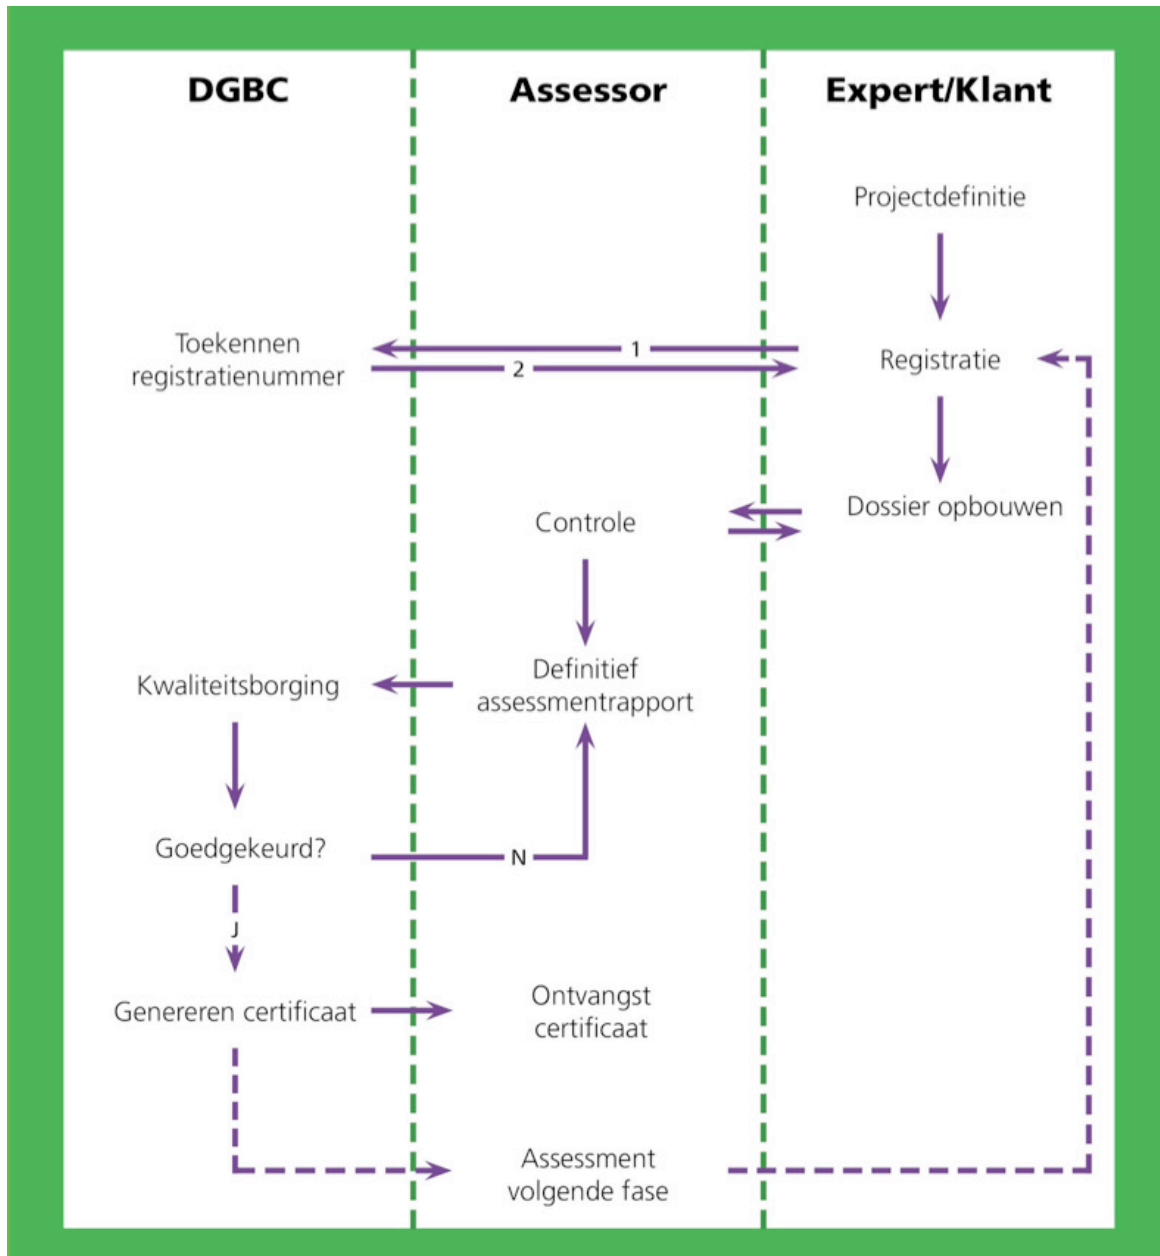 DGBC
Assessor
Expert/Klant
Projectdefinitie
Toekennen
registratienummer
1
2
Registratie
Controle
Dossier opbouwen
Kwaliteitsborging
Definitief
assessmentrapport
Goedgekeurd?
N
J
Genereren certificaat
Ontvangst
certificaat
Assessment
volgende fase